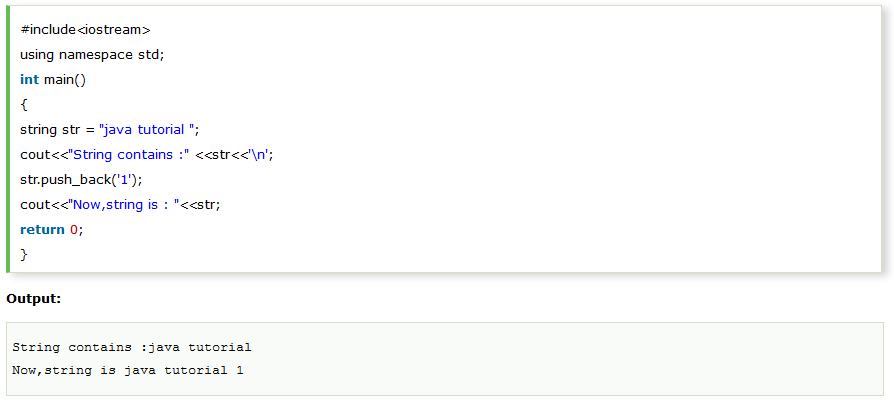 #include<iostream>
using namespace std;
int main()
{
string str = "java tutorial ";
cout<<"String contains :" <<str<<'\n';
str.push_back('1');
cout<<"Now,string is : "<<str;
return 0;
}
Output:
String contains :java tutorial
Now,string is java tutorial 1